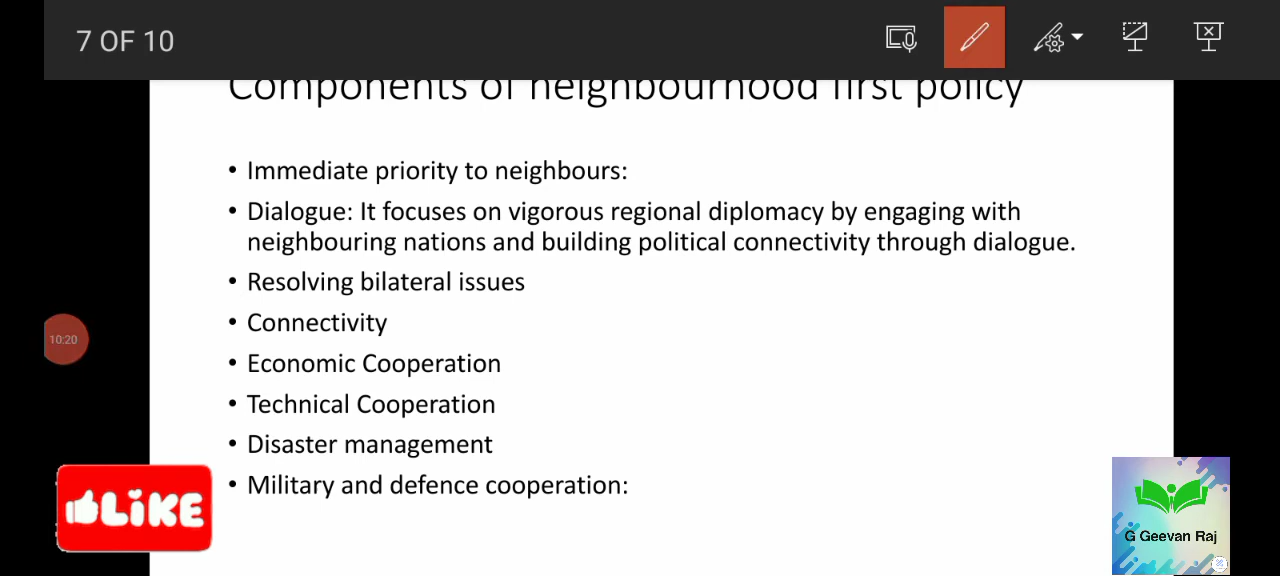 7 OF 10
Components of neighbourhood first policy
• Immediate priority to neighbours:
• Dialogue: It focuses on vigorous regional diplomacy by engaging with
neighbouring nations and building political connectivity through dialogue.
• Resolving bilateral issues
• Connectivity
10:20
• Economic Cooperation
• Technical Cooperation
• Disaster management
• Military and defence cooperation:
LiKE
G Geevan Raj